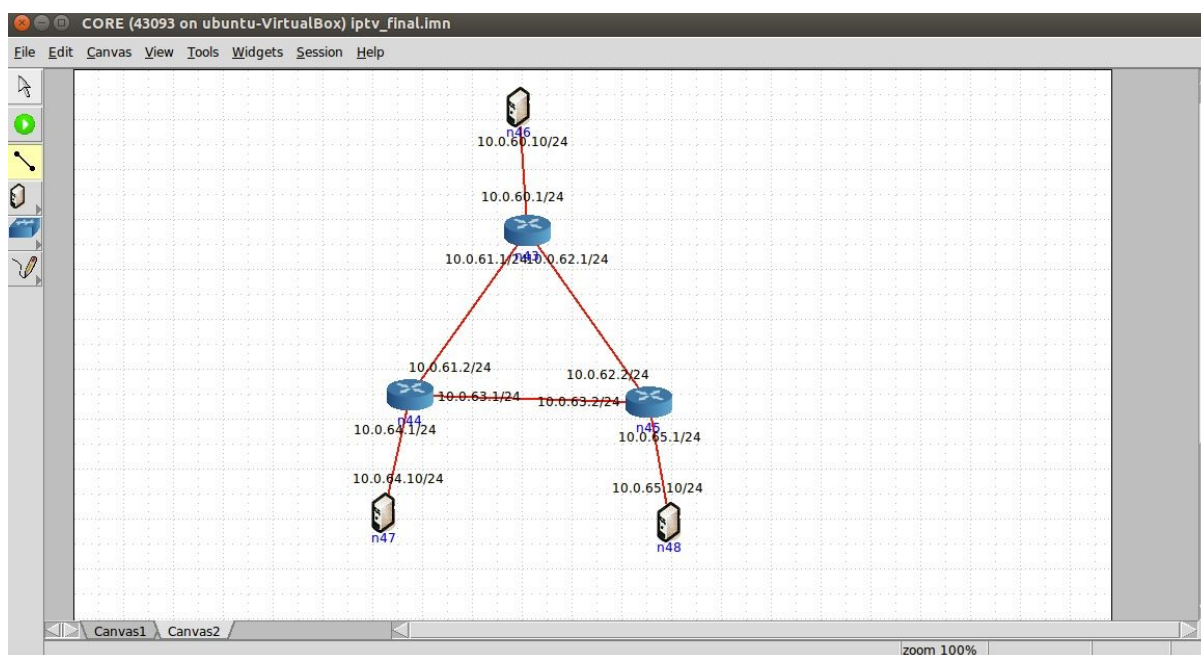 CORE (43093 on ubuntu-VirtualBox) iptv_final.imn
File Edit Canvas View Tools Widgets Session Help
n46
10.0.60.10/24
10.0.60.1/24
n43
10.0.61.1/24 10.0.62.1/24
10.0.61.2/24
10.0.62.2/24
10.0.63.1/24
10.0.63.2/24
n44
n45
10.0.64.1/24
10.0.65.1/24
10.0.64.10/24
10.0.65.10/24
n47
n48
Canvas1 Canvas2
zoom 100%